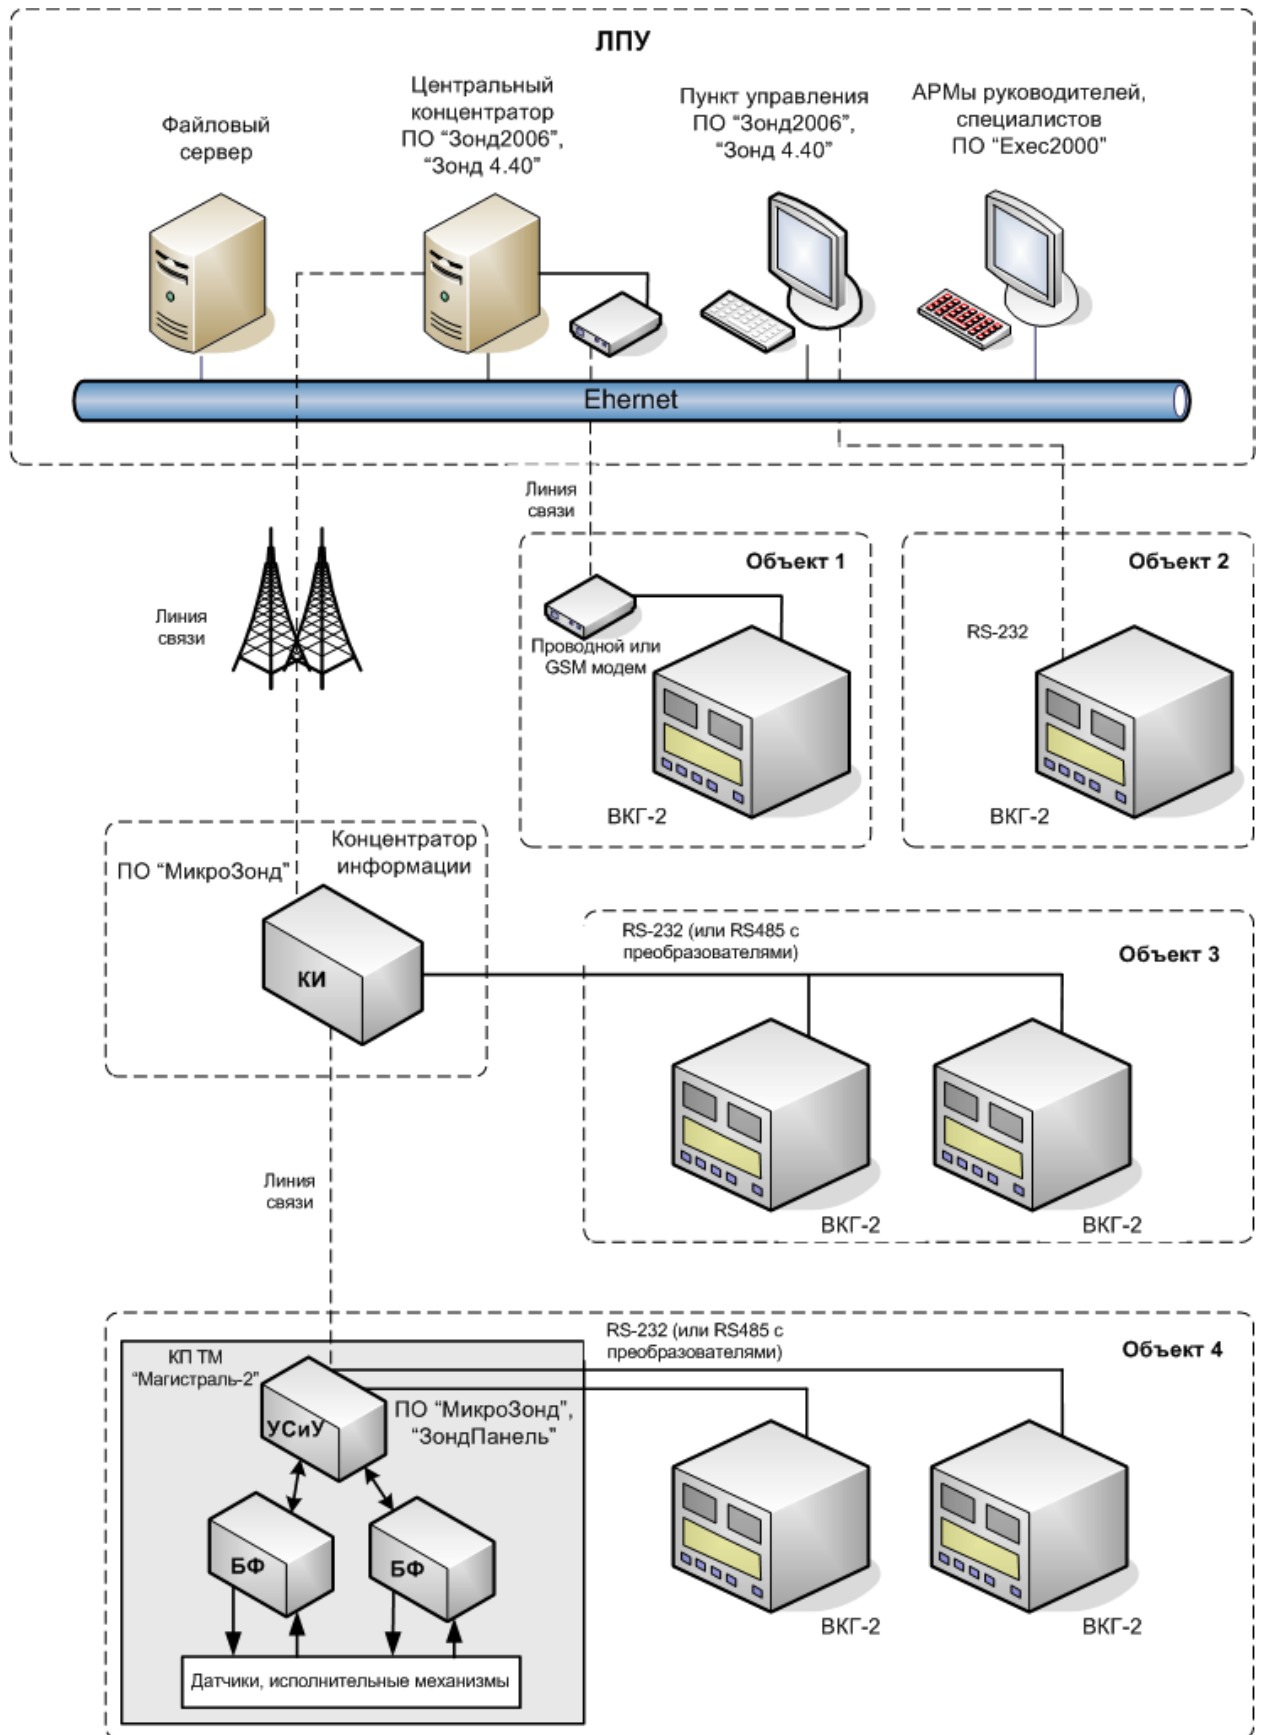 ЛПУ
Файловый
сервер
Центральный
концентратор
ПО “Зонд2006”,
“Зонд 4.40”
Пункт управления
ПО “Зонд2006”,
“Зонд 4.40”
АРМы руководителей,
специалистов
ПО “Exec2000”
Ehernet
Линия
связи
Линия
связи
Объект 1
Проводной или
GSM модем
ВКГ-2
Объект 2
RS-232
ВКГ-2
Концентратор
информации
ПО “МикроЗонд”
КИ
RS-232 (или RS485 с
преобразователями)
Объект 3
ВКГ-2
ВКГ-2
Линия
связи
RS-232 (или RS485 с
преобразователями)
Объект 4
КП ТМ
“Магистраль-2”
УСиУ
ПО “МикроЗонд”,
“ЗондПанель”
БФ
БФ
Датчики, исполнительные механизмы
ВКГ-2
ВКГ-2